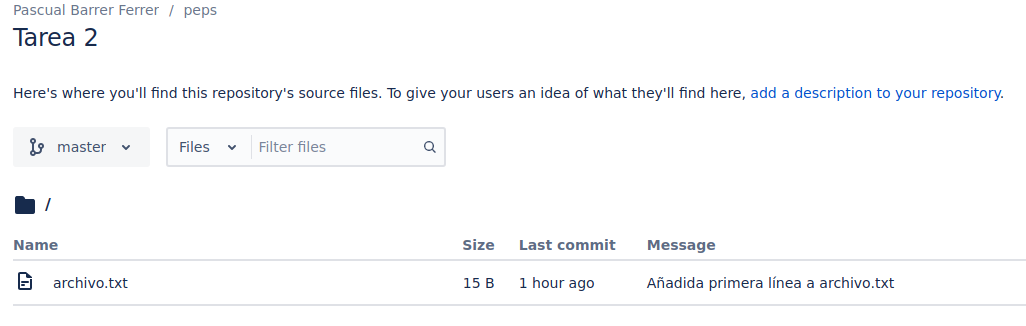 Pascual Barrer Ferrer / peps
Tarea 2
Here's where you'll find this repository's source files. To give your users an idea of what they'll find here, add a description to your repository.
master Files Filter files
/
Name Size Last commit Message
archivo.txt 15 B 1 hour ago Añadida primera línea a archivo.txt